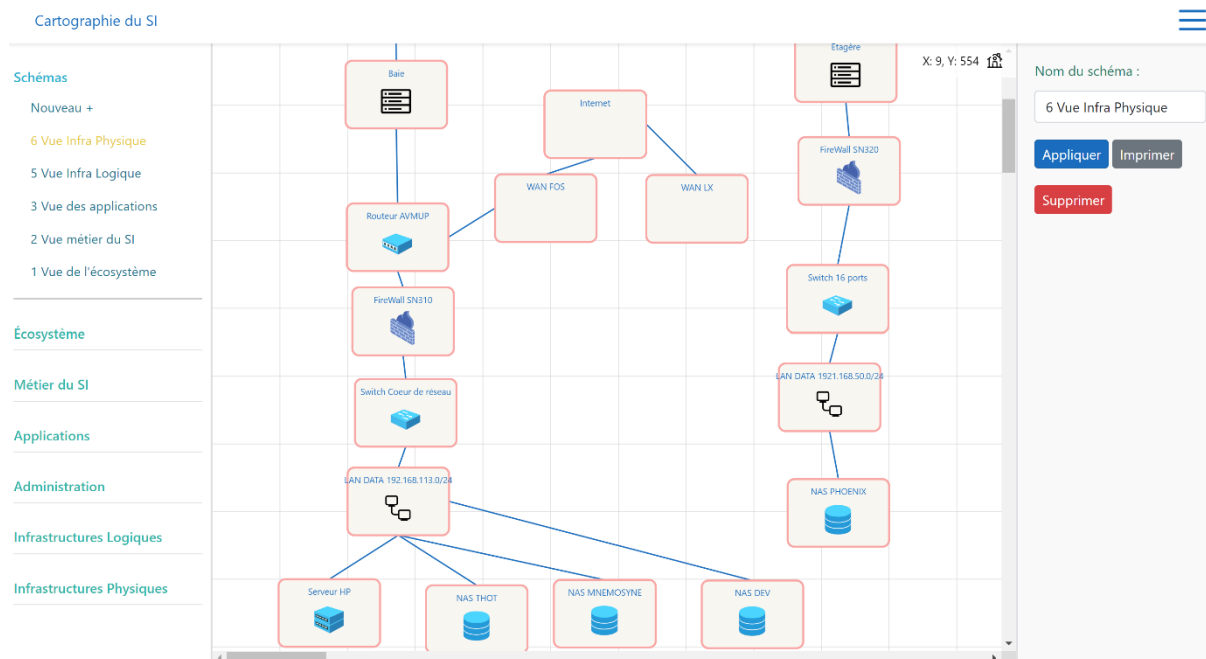 Cartographie du SI
Schémas
Nouveau +
6 Vue Infra Physique
5 Vue Infra Logique
3 Vue des applications
2 Vue métier du SI
1 Vue de l'écosystème
Écosystème
Métier du SI
Applications
Administration
Infrastructures Logiques
Infrastructures Physiques
Etagère
X: 9, Y: 554
Baie
Internet
FireWall SN320
WAN FOS
WAN LX
Routeur AVMUP
Switch 16 ports
FireWall SN310
LAN DATA 1921.168.50.0/24
Switch Coeur de réseau
LAN DATA 192.168.113.0/24
NAS PHOENIX
Serveur HP
NAS THOT
NAS MNEMOSYNE
NAS DEV
Nom du schéma :
6 Vue Infra Physique
Appliquer
Imprimer
Supprimer